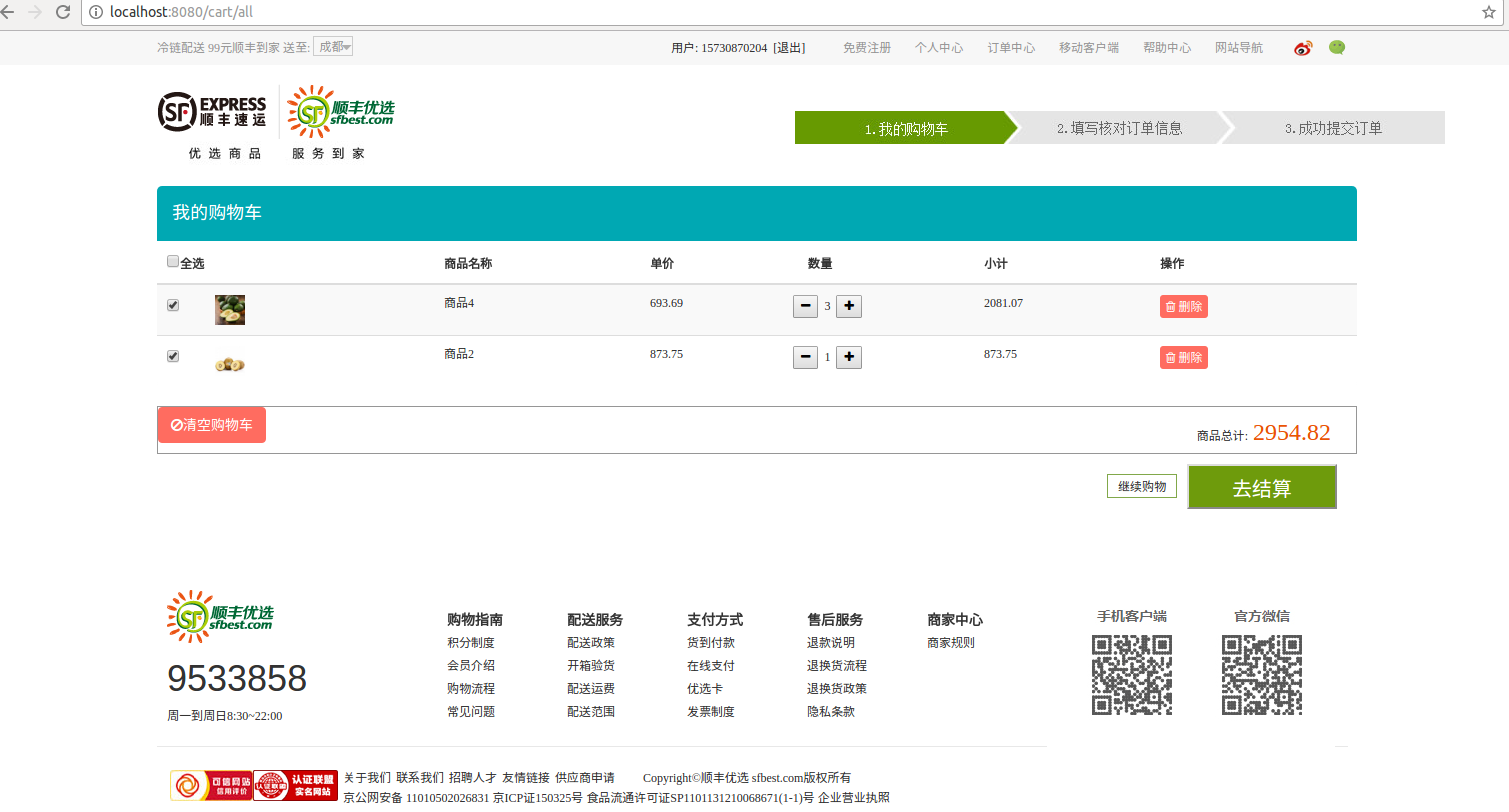 localhost:8080/cart/all
冷链配送 99元顺丰到家 送至: 成都
用户: 15730870204 [退出] 免费注册 个人中心 订单中心 移动客户端 帮助中心 网站导航
SF EXPRESS 顺丰速运
SF 顺丰优选 sfbest.com
优选商品 服务到家
1.我的购物车 2.填写核对订单信息 3.成功提交订单
我的购物车
全选 商品名称 单价 数量 小计 操作
商品4 693.69 3 2081.07 删除
商品2 873.75 1 873.75 删除
清空购物车
商品总计: 2954.82
继续购物 去结算
SF 顺丰优选 sfbest.com
9533858
周一到周日8:30~22:00
购物指南
积分制度
会员介绍
购物流程
常见问题
配送服务
配送政策
开箱验货
配送运费
配送范围
支付方式
货到付款
在线支付
优选卡
发票制度
售后服务
退款说明
退换货流程
退换货政策
隐私条款
商家中心
商家规则
手机客户端
官方微信
可信网站
信用评价
认证联盟
认证联盟
实名网站
关于我们 联系我们 招聘人才 友情链接 供应商申请 Copyright©顺丰优选 sfbest.com版权所有
京公网安备 11010502026831 京ICP证150325号 食品流通许可证SP1101131210068671(1-1)号 企业营业执照